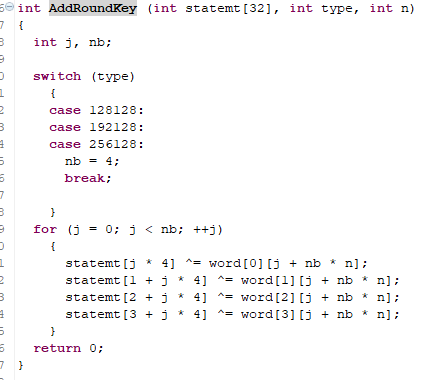 int AddRoundKey (int statemt[32], int type, int n)
{
  int j, nb;

  switch (type)
    {
    case 128128:
    case 192128:
    case 256128:
      nb = 4;
      break;

    }
  for (j = 0; j < nb; ++j)
    {
      statemt[j * 4] ^= word[0][j + nb * n];
      statemt[1 + j * 4] ^= word[1][j + nb * n];
      statemt[2 + j * 4] ^= word[2][j + nb * n];
      statemt[3 + j * 4] ^= word[3][j + nb * n];
    }
  return 0;
}